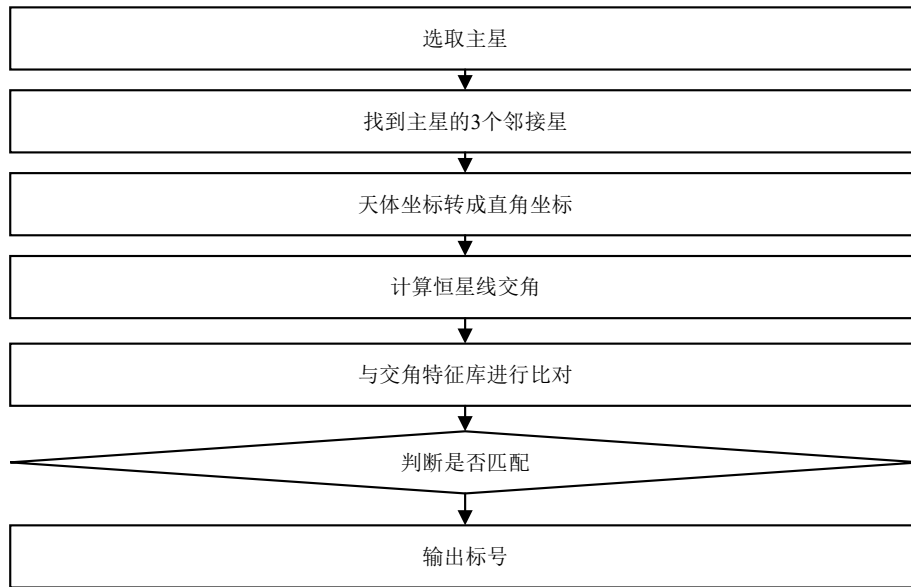 选取主星
找到主星的3个邻接星
天体坐标转成直角坐标
计算恒星线交角
与交角特征库进行比对
判断是否匹配
输出标号